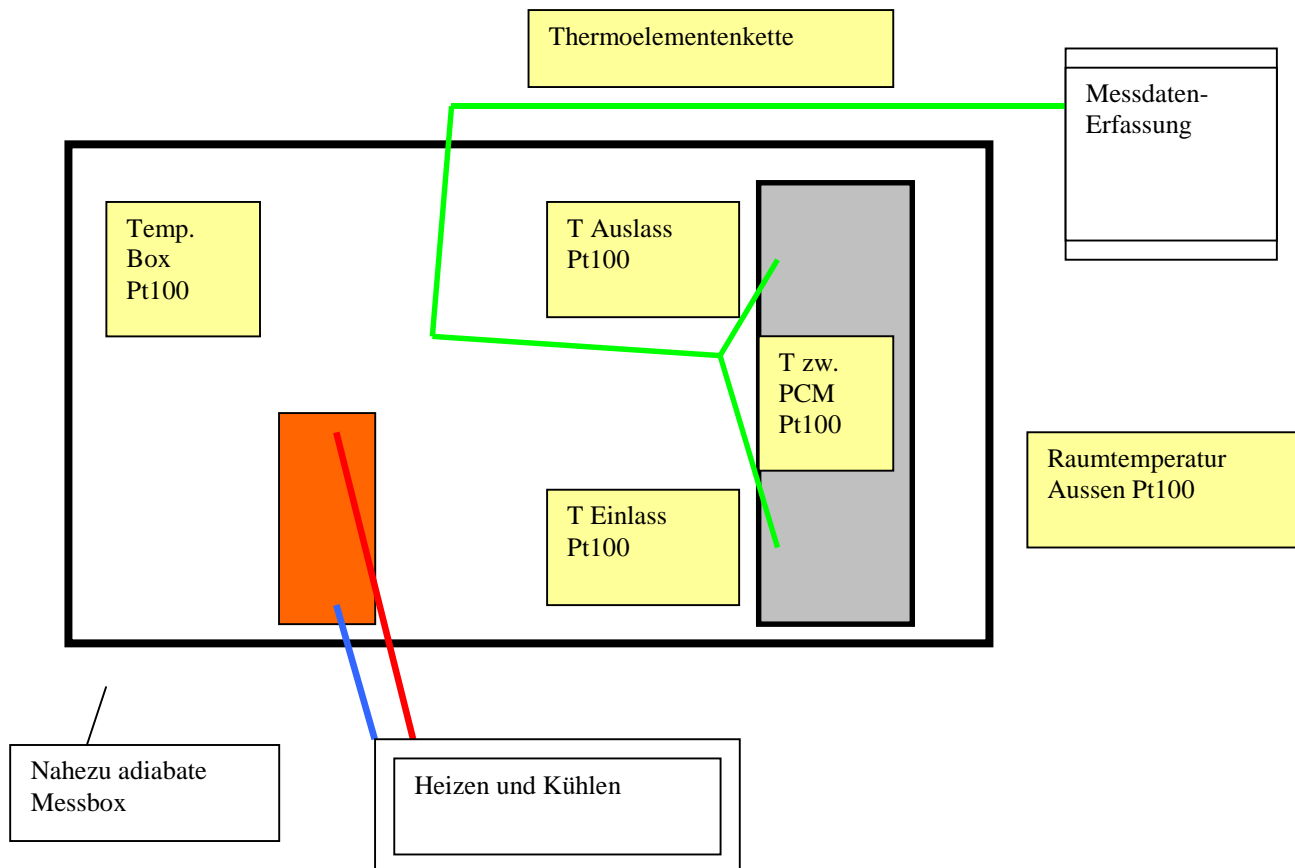 Thermoelementenkette
Messdaten-
Erfassung
Temp.
Box
Pt100
T Auslass
Pt100
T zw.
PCM
Pt100
Raumtemperatur
Aussen Pt100
T Einlass
Pt100
Nahezu adiabate
Messbox
Heizen und Kühlen